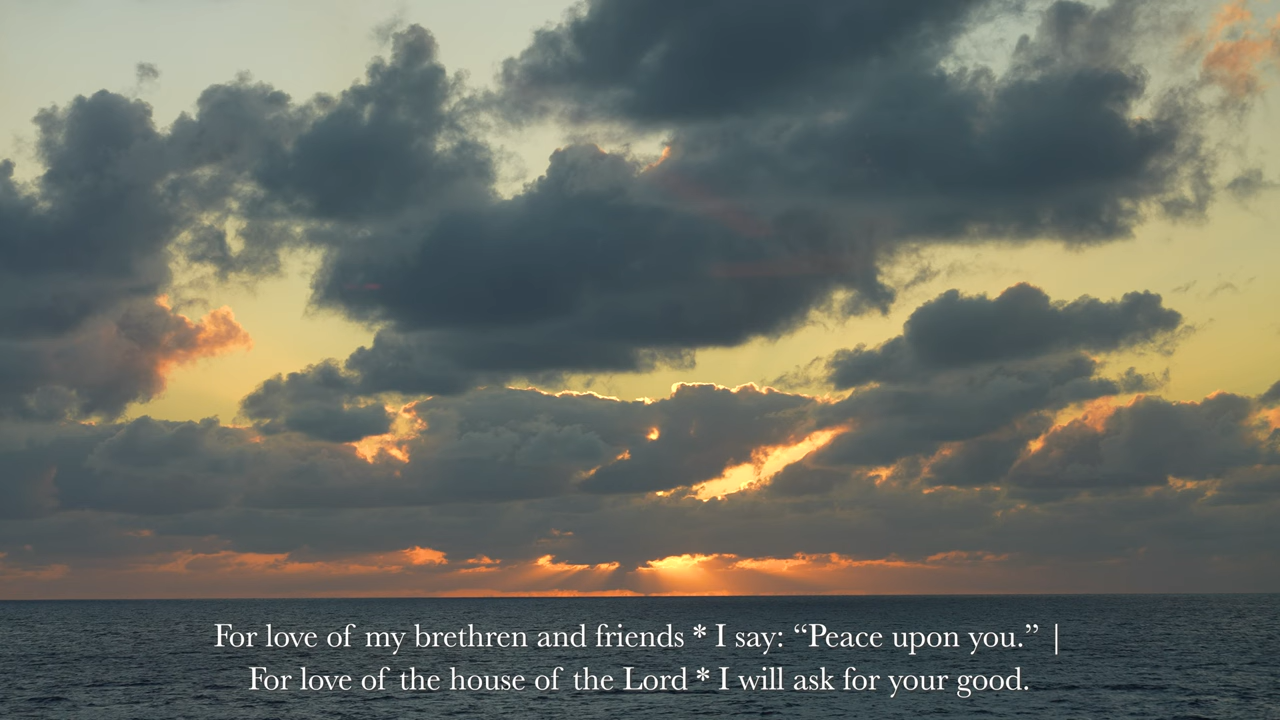 For love of my brethren and friends * I say: “Peace upon you.” |
For love of the house of the Lord * I will ask for your good.